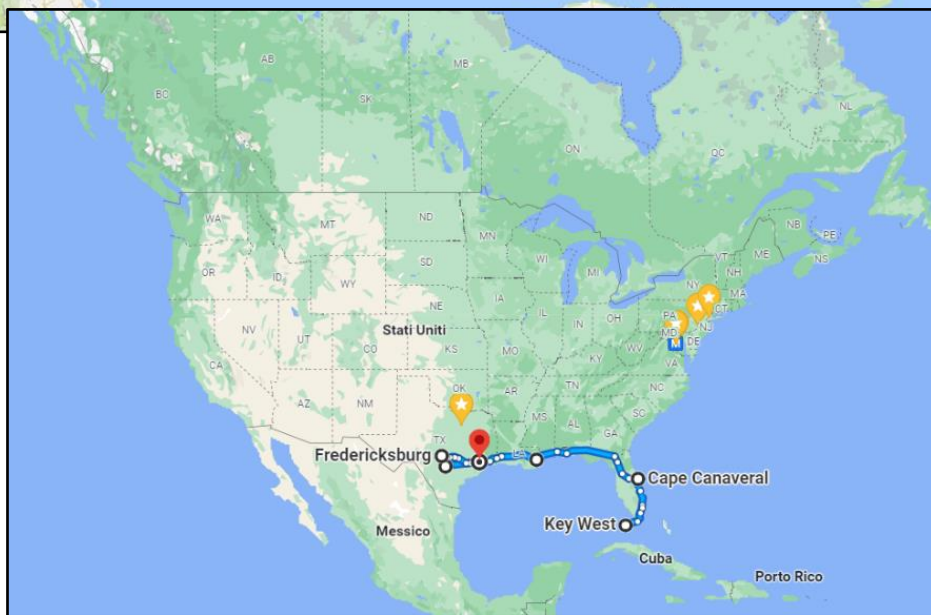 AB
MB
BC
SK
NL
ON
QC
WA
MT
ND
MN
NB
PE
OR
ID
SD
WI
MI
VT
ME
NS
WY
NY
NH
MA
NE
IA
PA
CT
NV
UT
Stati Uniti
IL
IN
OH
MD
NJ
DE
CO
KS
MO
WV
M
CA
KY
VA
OK
TN
NC
AZ
NM
AR
SC
MS
AL
GA
TX
Fredericksburg
LA
Cape Canaveral
Key West
Messico
Cuba
Porto Rico